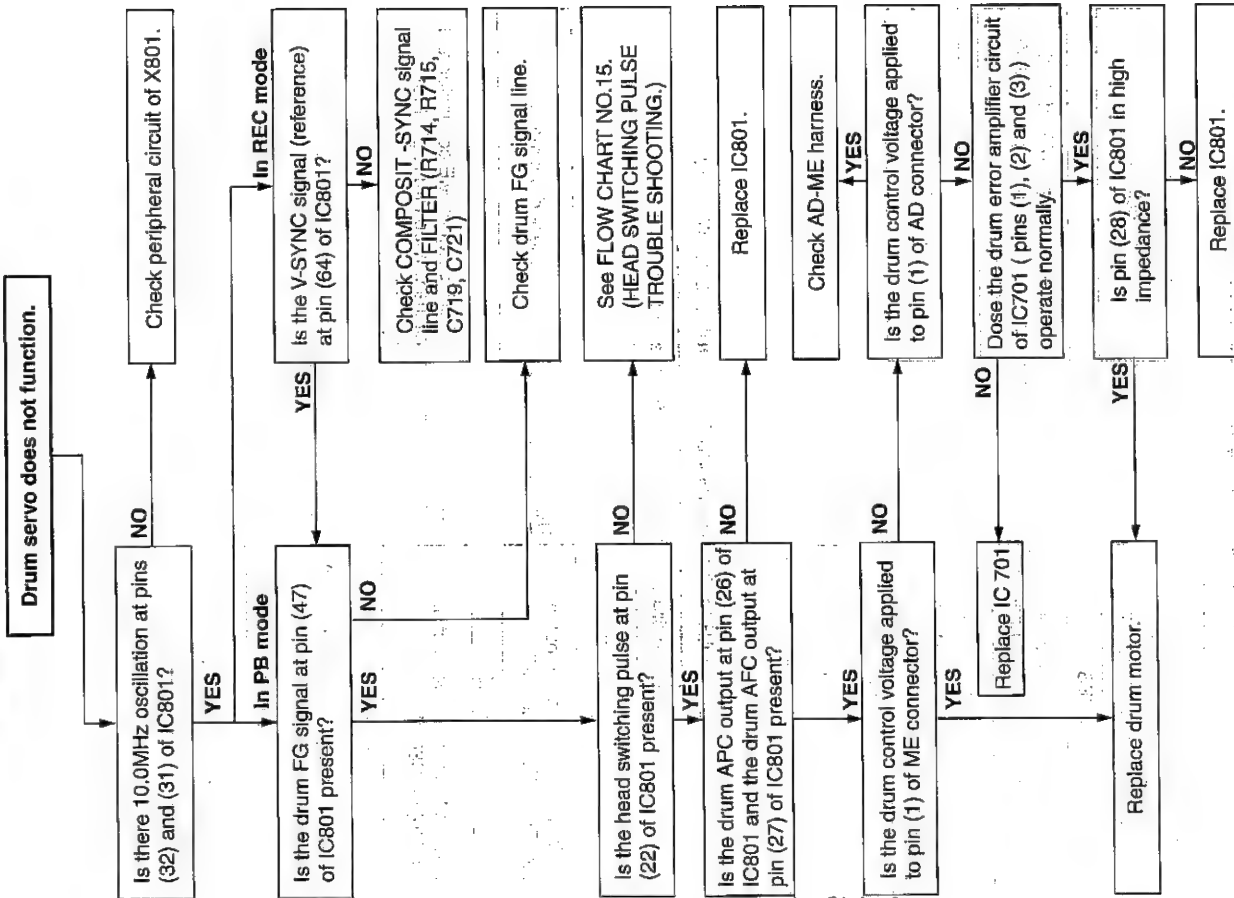 Drum servo does not function.
Is there 10.0MHz oscillation at pins
(32) and (31) of IC801?
NO
Check peripheral circuit of X801.
YES
In PB mode
In REC mode
Is the V-SYNC signal (reference)
at pin (64) of IC801?
YES
NO
Check COMPOSIT -SYNC signal
line and FILTER (R714, R715,
C719, C721)
Is the drum FG signal at pin (47)
of IC801 present?
NO
Check drum FG signal line.
YES
Is the head switching pulse at pin
(22) of IC801 present?
NO
See FLOW CHART NO.15.
(HEAD SWITCHING PULSE
TROUBLE SHOOTING.)
YES
Is the drum APC output at pin (26) of
IC801 and the drum AFC output at
pin (27) of IC801 present?
NO
Replace IC801.
YES
Is the drum control voltage applied
to pin (1) of ME connector?
NO
Is the drum control voltage applied
to pin (1) of AD connector?
YES
Check AD-ME harness.
NO
Dose the drum error amplifier circuit
of IC701 ( pins (1), (2) and (3) )
operate normally.
NO
Replace IC 701
YES
Is pin (28) of IC801 in high
impedance?
YES
NO
Replace IC801.
YES
Replace drum motor.